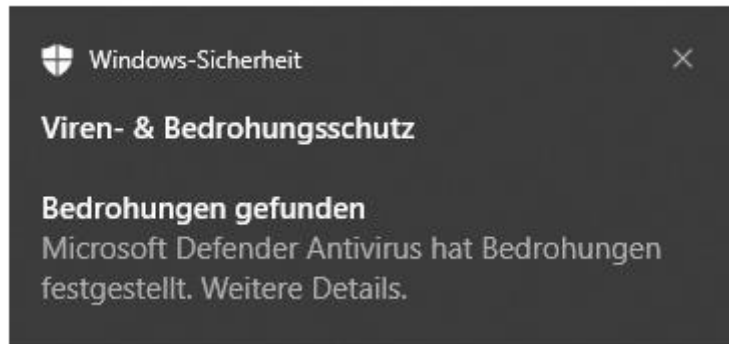 Windows-Sicherheit
Viren- & Bedrohungsschutz
Bedrohungen gefunden
Microsoft Defender Antivirus hat Bedrohungen
festgestellt. Weitere Details.